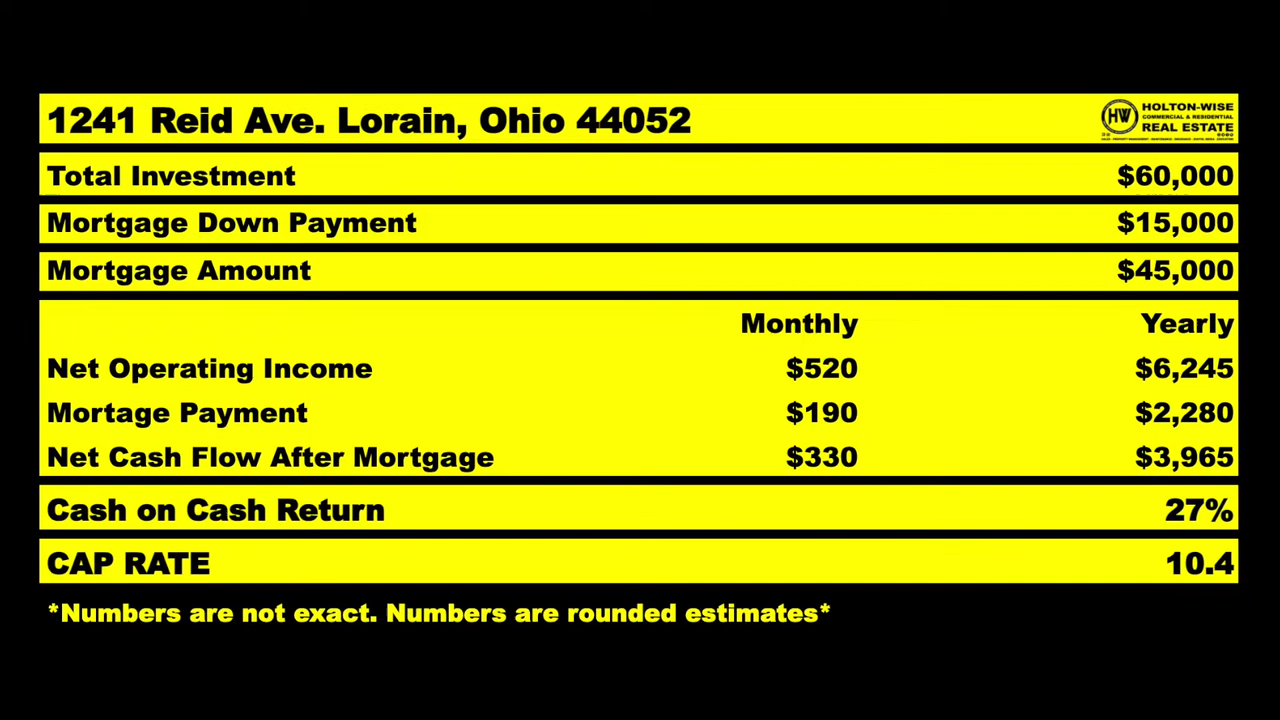 1241 Reid Ave. Lorain, Ohio 44052
HW
HOLTON-WISE
COMMERCIAL & RESIDENTIAL
REAL ESTATE
Total Investment $60,000
Mortgage Down Payment $15,000
Mortgage Amount $45,000
Monthly Yearly
Net Operating Income $520 $6,245
Mortage Payment $190 $2,280
Net Cash Flow After Mortgage $330 $3,965
Cash on Cash Return 27%
CAP RATE 10.4
*Numbers are not exact. Numbers are rounded estimates*